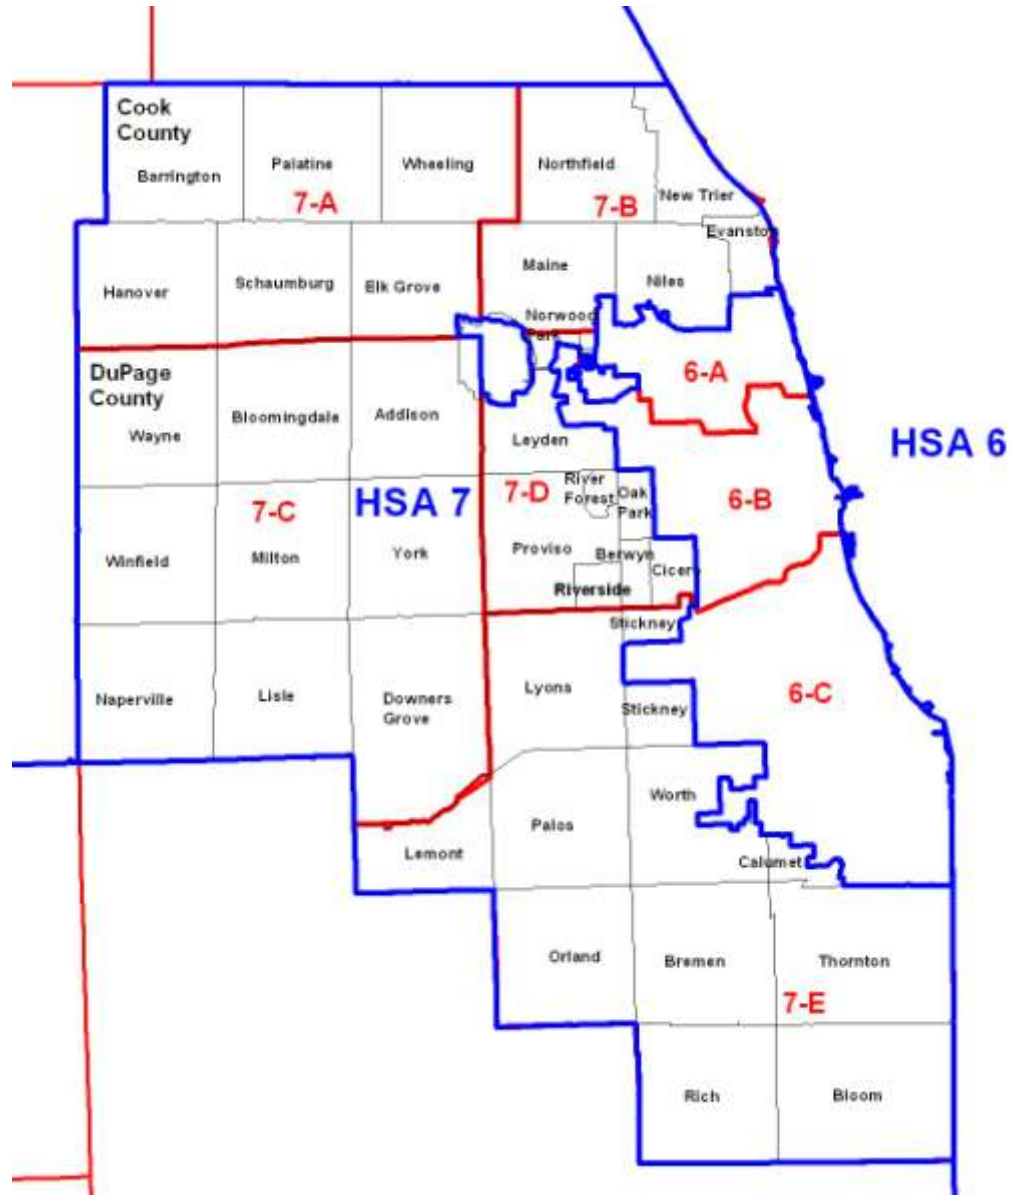 Cook
County
Barrington
Palatine
Wheeling
Northfield
7-A
7-B
New Trier
Evanston
Hanover
Schaumburg
Elk Grove
Maine
Niles
Norwood
Park
6-A
DuPage
County
Wayne
Bloomingdale
Addison
Leyden
HSA 6
7-C
HSA 7
7-D
River
Forest
Oak
Park
6-B
Winfield
Milton
York
Proviso
Berwyn
Cicero
Riverside
Stickney
Naperville
Lisle
Downers
Grove
Lyons
Stickney
6-C
Worth
Palos
Lemont
Calumet
Orland
Bremen
Thornton
7-E
Rich
Bloom